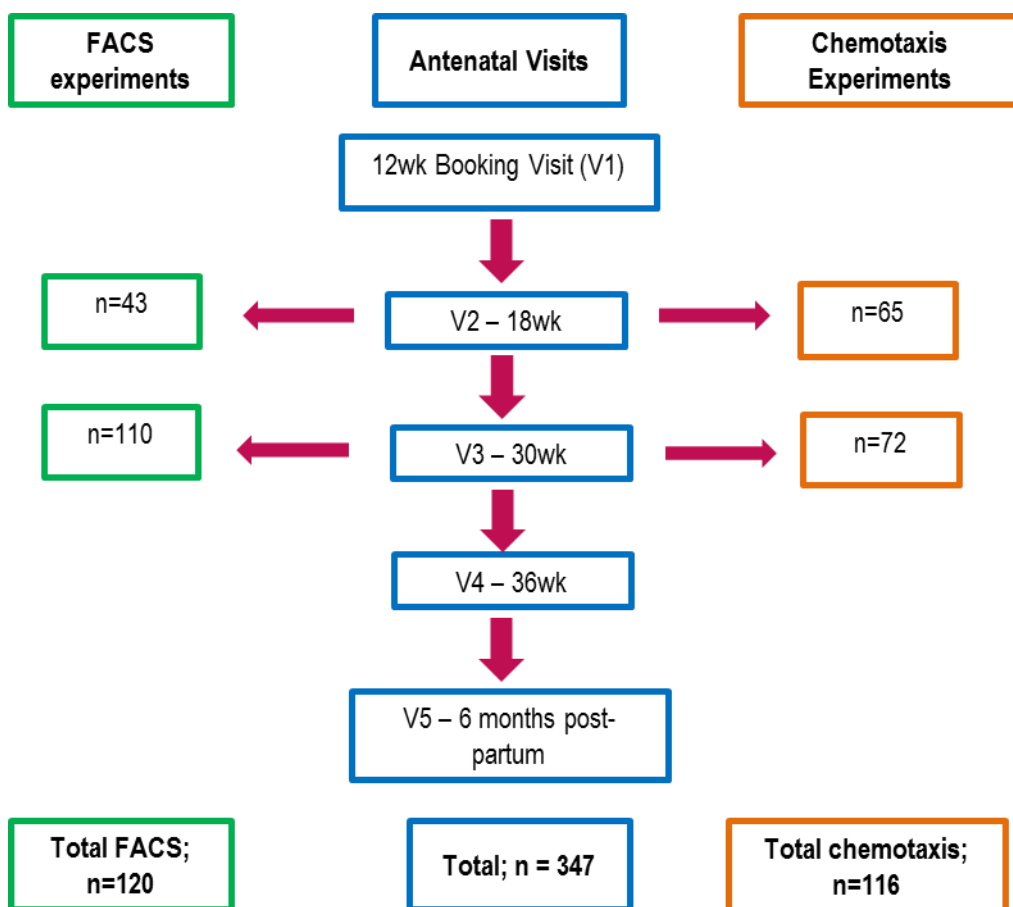 FACS
experiments
Antenatal Visits
Chemotaxis
Experiments
12wk Booking Visit (V1)
n=43
V2 – 18wk
n=65
n=110
V3 – 30wk
n=72
V4 – 36wk
V5 – 6 months post-
partum
Total FACS;
n=120
Total; n = 347
Total chemotaxis;
n=116